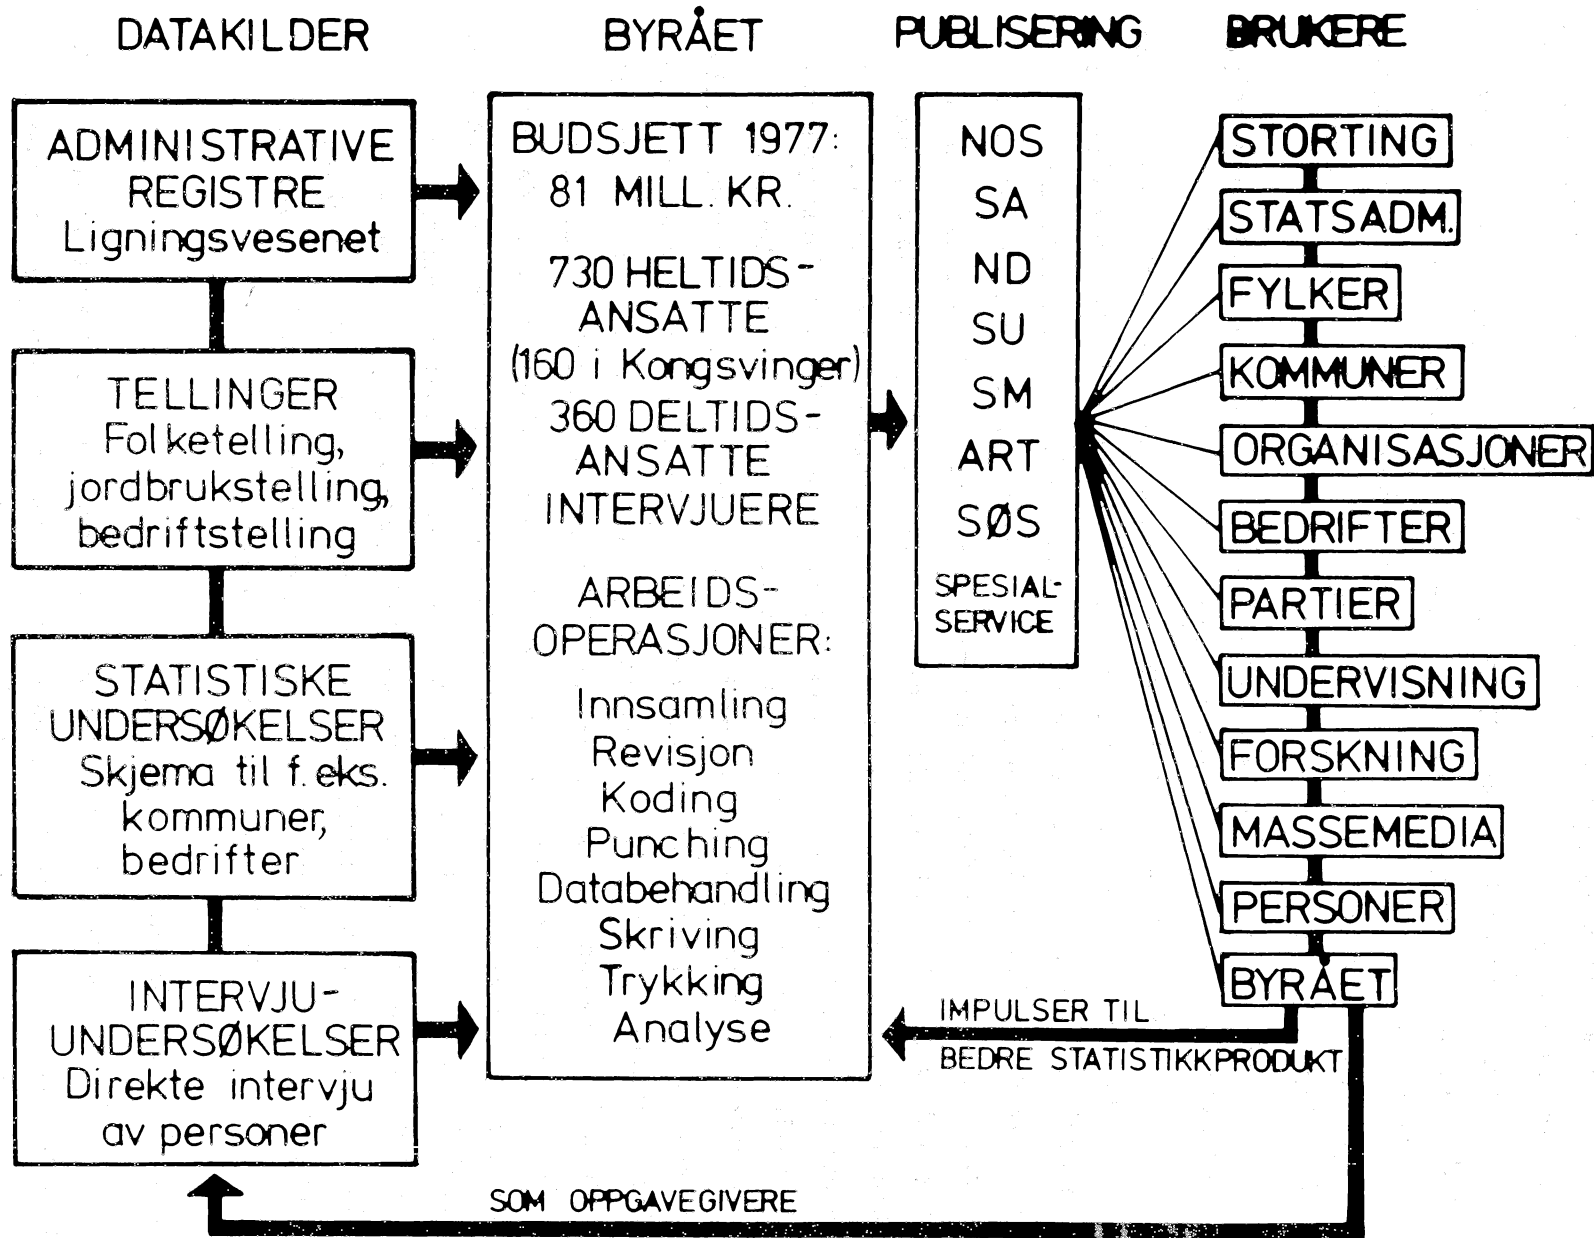 DATAKILDER
BYRÅET
PUBLISERING
BRUKERE
ADMINISTRATIVE
REGISTRE
Ligningsvesenet
TELLINGER
Folketelling,
jordbrukstelling,
bedriftstelling
STATISTISKE
UNDERSØKELSER
Skjema til f.eks.
kommuner,
bedrifter
INTERVJU-
UNDERSØKELSER
Direkte intervju
av personer
BUDSJETT 1977:
81 MILL. KR.
730 HELTIDS-
ANSATTE
(160 i Kongsvinger)
360 DELTIDS-
ANSATTE
INTERVJUERE
ARBEIDS-
OPERASJONER:
Innsamling
Revisjon
Koding
Punching
Databehandling
Skriving
Trykking
Analyse
NOS
SA
ND
SU
SM
ART
SØS
SPESIAL-
SERVICE
STORTING
STATSADM.
FYLKER
KOMMUNER
ORGANISASJONER
BEDRIFTER
PARTIER
UNDERVISNING
FORSKNING
MASSEMEDIA
PERSONER
BYRÅET
IMPULSER TIL
BEDRE STATISTIKKPRODUKT
SOM OPPGAVEGIVERE